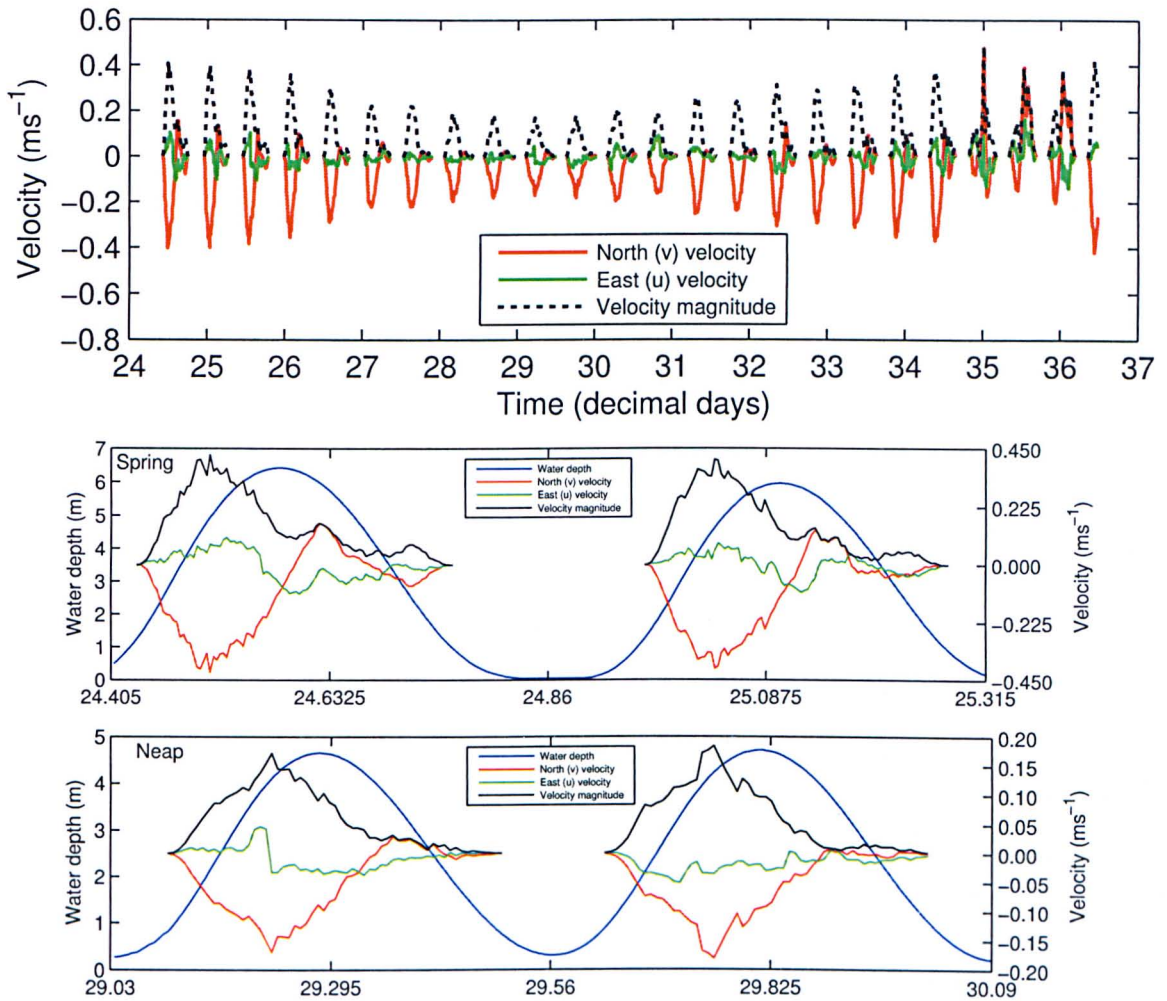 0.6
0.4
0.2
0
−0.2
−0.4
−0.6
−0.8
Velocity (ms⁻¹)
North (v) velocity
East (u) velocity
Velocity magnitude
24 25 26 27 28 29 30 31 32 33 34 35 36 37
Time (decimal days)
Spring
7
6
5
4
3
2
1
0
Water depth (m)
Water depth
North (v) velocity
East (u) velocity
Velocity magnitude
0.450
0.225
0.000
−0.225
−0.450
Velocity (ms⁻¹)
24.405 24.6325 24.86 25.0875 25.315
Neap
5
4
3
2
1
0
Water depth (m)
Water depth
North (v) velocity
East (u) velocity
Velocity magnitude
0.20
0.15
0.10
0.05
0.00
−0.05
−0.10
−0.15
−0.20
Velocity (ms⁻¹)
29.03 29.295 29.56 29.825 30.09